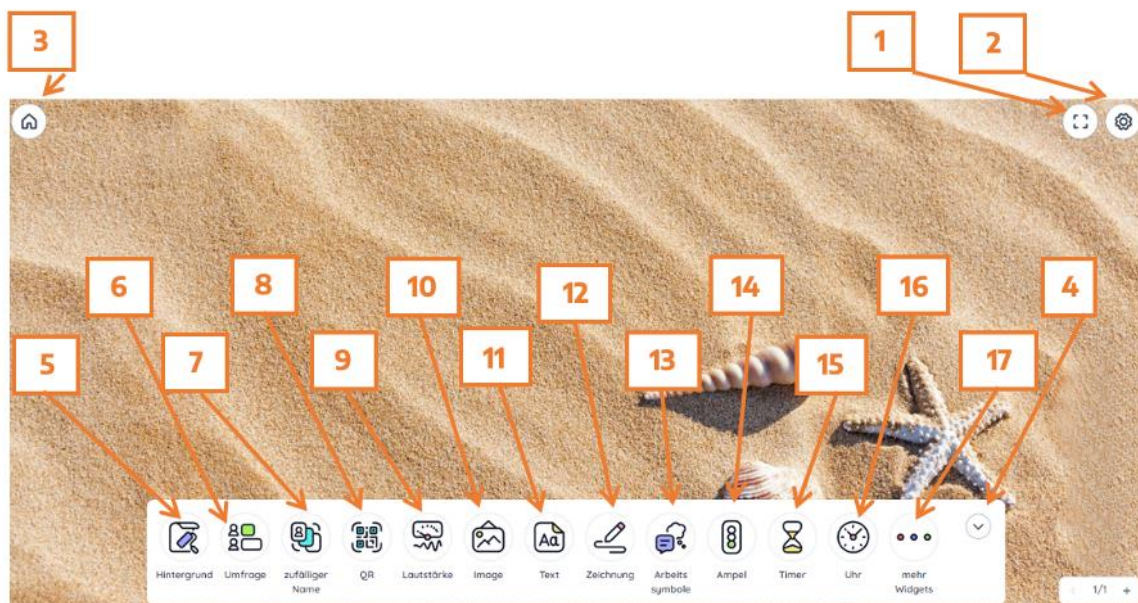 3
1
2
6
8
10
12
14
16
4
5
7
9
11
13
15
17
Aa
Hintergrund
Umfrage
zufälliger
Name
QR
Lautstärke
Image
Text
Zeichnung
Arbeits
symbole
Ampel
Timer
Uhr
mehr
Widgets
1/1 +